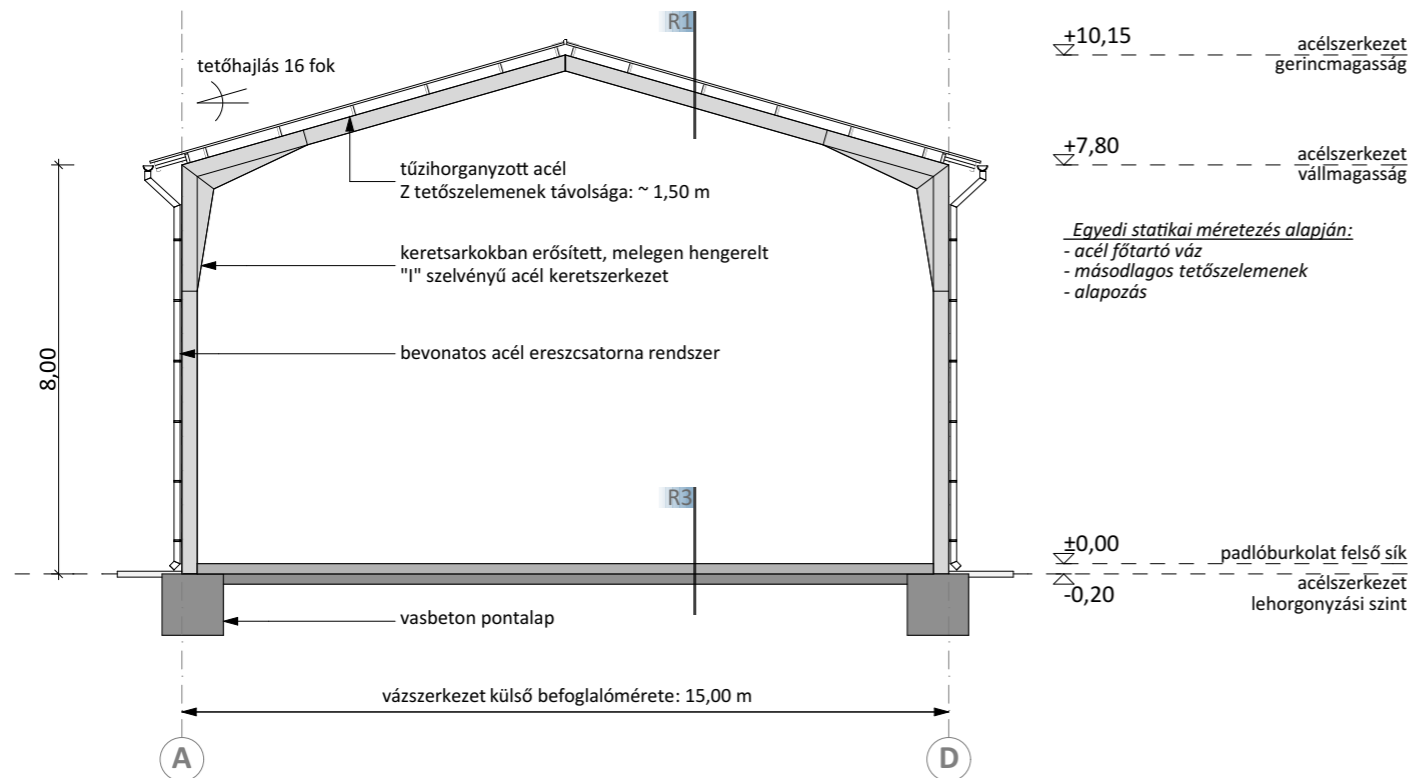 R1
+10,15
acélszerkezet
gerincmagasság
tetőhajlás 16 fok
+7,80
acélszerkezet
vállmagasság
tűzihorganyzott acél
Z tetőszelemenek távolsága: ~ 1,50 m
Egyedi statikai méretezés alapján:
- acél főtartó váz
- másodlagos tetőszelemenek
- alapozás
keretsarkokban erősített, melegen hengerelt
"I" szelvényű acél keretszerkezet
8,00
bevonatos acél ereszcsatorna rendszer
R3
±0,00
padlóburkolat felső sík
-0,20
acélszerkezet
lehorgonyzási szint
vasbeton pontalap
vázszerkezet külső befoglalómérete: 15,00 m
A
D